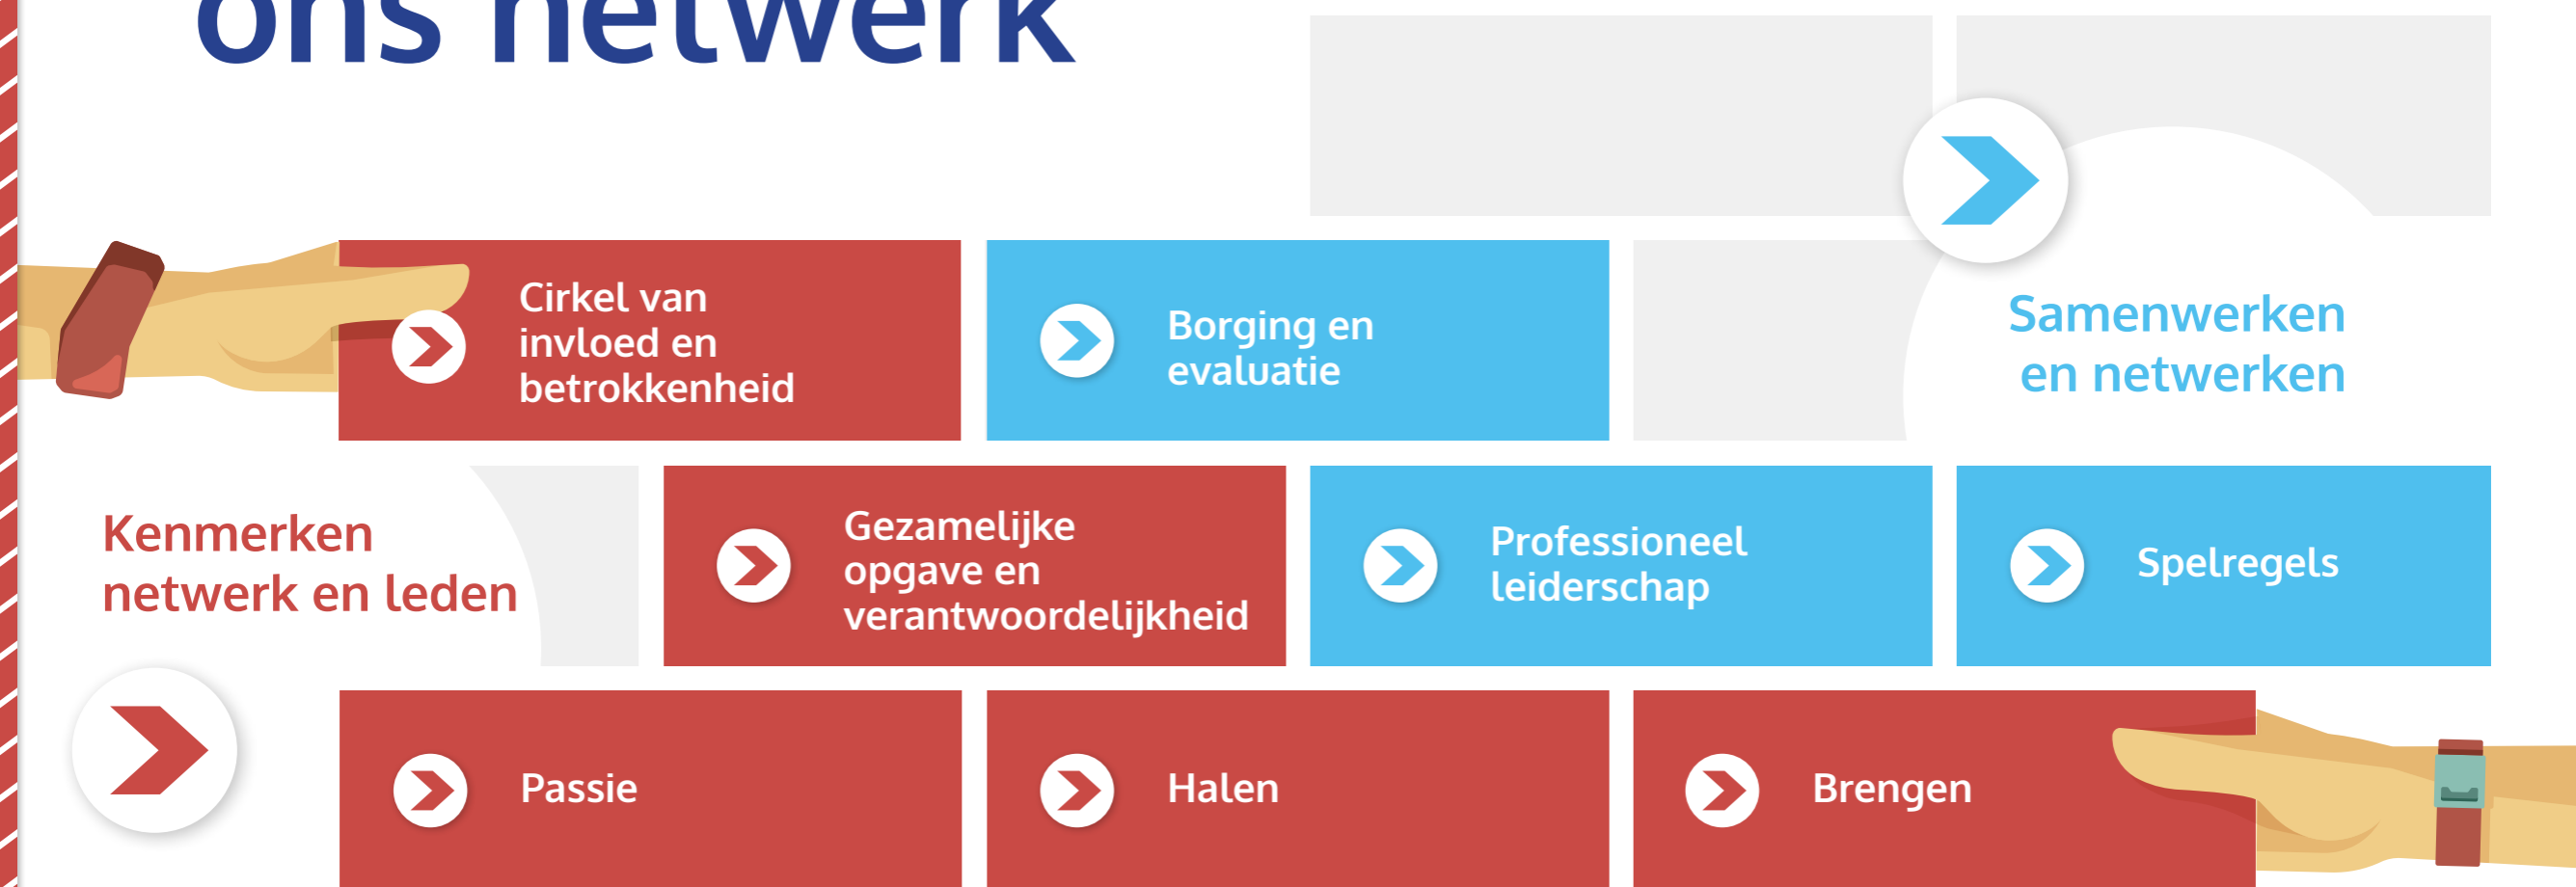 ons netwerk
Cirkel van
invloed en
betrokkenheid
Borging en
evaluatie
Samenwerken
en netwerken
Kenmerken
netwerk en leden
Gezamelijke
opgave en
verantwoordelijkheid
Professioneel
leiderschap
Spelregels
Passie
Halen
Brengen